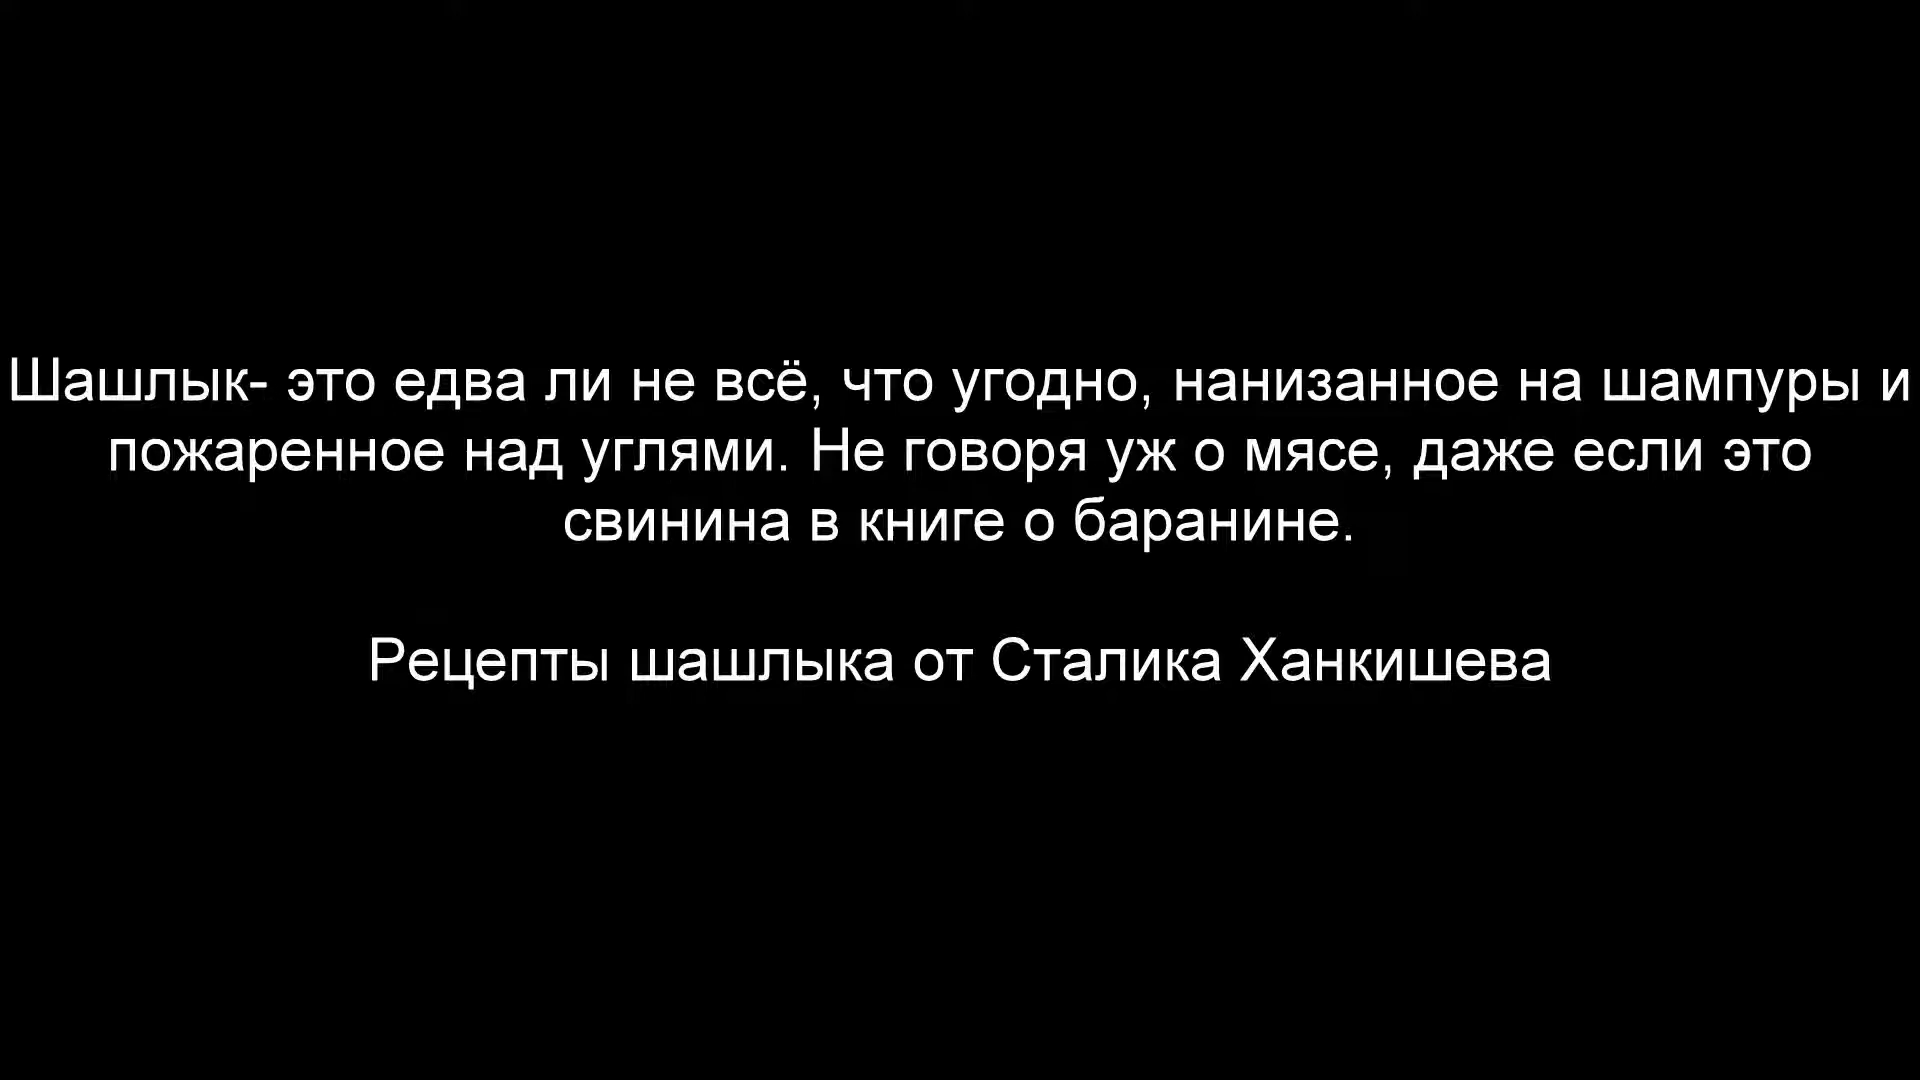 Шашлык- это едва ли не всё, что угодно, нанизанное на шампуры и
пожаренное над углями. Не говоря уж о мясе, даже если это
свинина в книге о баранине.
Рецепты шашлыка от Сталика Ханкишева